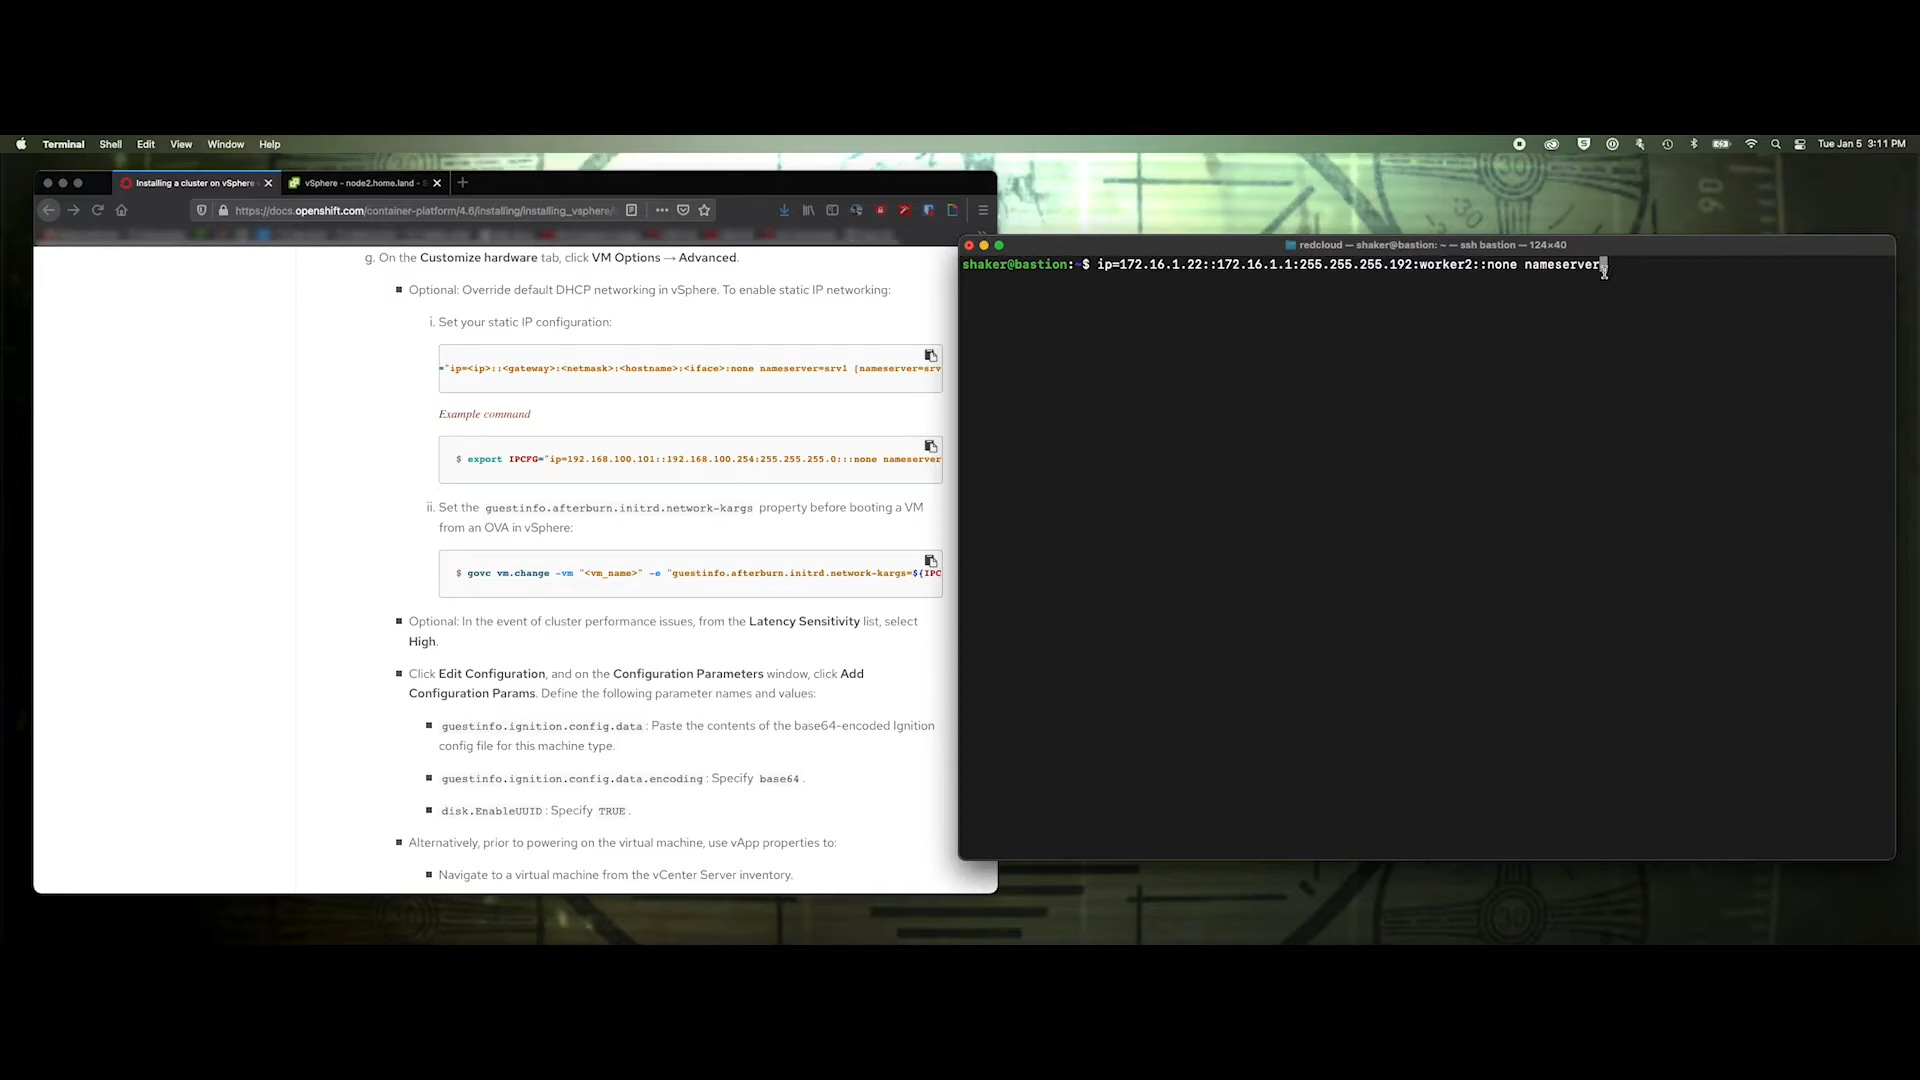 Terminal Shell Edit View Window Help
Tue Jan 5 3:11 PM
Installing a cluster on vSphere
vSphere - node2.home.land - S
https://docs.openshift.com/container-platform/4.6/installing/installing_vsphere/i
g. On the Customize hardware tab, click VM Options → Advanced.
Optional: Override default DHCP networking in vSphere. To enable static IP networking:
i. Set your static IP configuration:
="ip=<ip>::<gateway>:<netmask>:<hostname>:<iface>:none nameserver=srv1 [nameserver=srv
Example command
$ export IPCFG="ip=192.168.100.101::192.168.100.254:255.255.255.0:::none nameserver
ii. Set the guestinfo.afterburn.initrd.network-kargs property before booting a VM
from an OVA in vSphere:
$ govc vm.change -vm "<vm_name>" -e "guestinfo.afterburn.initrd.network-kargs=${IPC
Optional: In the event of cluster performance issues, from the Latency Sensitivity list, select
High.
Click Edit Configuration, and on the Configuration Parameters window, click Add
Configuration Params. Define the following parameter names and values:
guestinfo.ignition.config.data : Paste the contents of the base64-encoded Ignition
config file for this machine type.
guestinfo.ignition.config.data.encoding : Specify base64 .
disk.EnableUUID : Specify TRUE .
Alternatively, prior to powering on the virtual machine, use vApp properties to:
Navigate to a virtual machine from the vCenter Server inventory.
redcloud — shaker@bastion: ~ — ssh bastion — 124×40
shaker@bastion:~$ ip=172.16.1.22::172.16.1.1:255.255.255.192:worker2::none nameserver